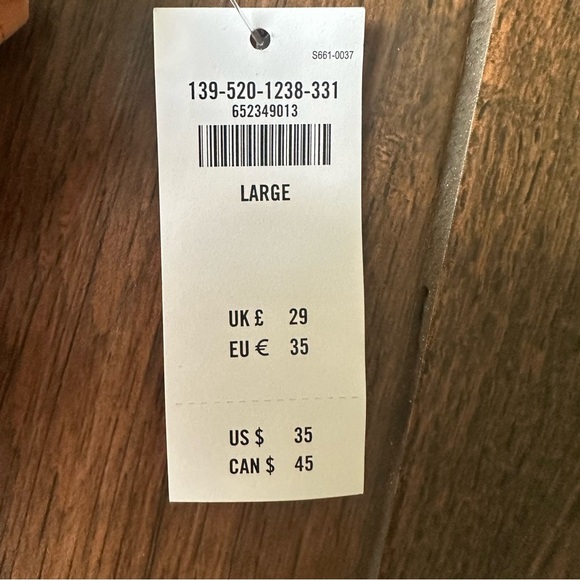 S661-0037
139-520-1238-331
652349013
LARGE
UK £ 29
EU € 35
US $ 35
CAN $ 45